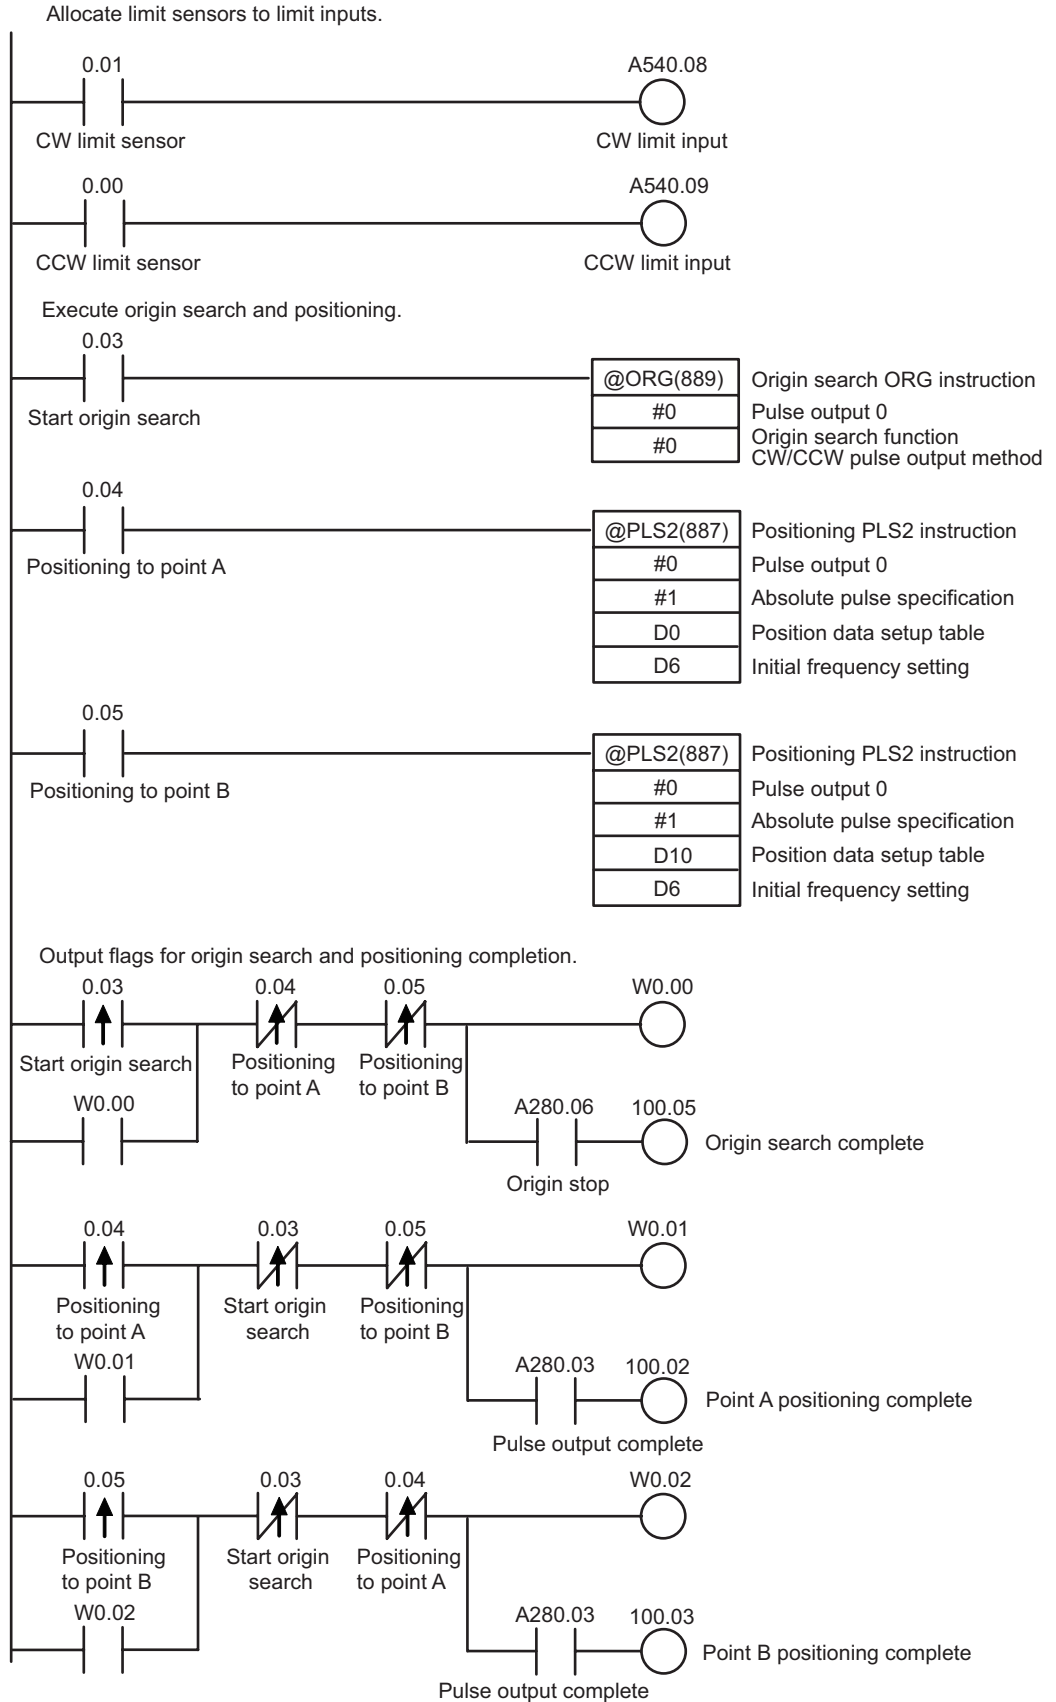 Allocate limit sensors to limit inputs.
0.01
A540.08
CW limit sensor
CW limit input
0.00
A540.09
CCW limit sensor
CCW limit input
Execute origin search and positioning.
0.03
Start origin search
@ORG(889)
Origin search ORG instruction
#0
Pulse output 0
#0
Origin search function
CW/CCW pulse output method
0.04
Positioning to point A
@PLS2(887)
Positioning PLS2 instruction
#0
Pulse output 0
#1
Absolute pulse specification
D0
Position data setup table
D6
Initial frequency setting
0.05
Positioning to point B
@PLS2(887)
Positioning PLS2 instruction
#0
Pulse output 0
#1
Absolute pulse specification
D10
Position data setup table
D6
Initial frequency setting
Output flags for origin search and positioning completion.
0.03
0.04
0.05
W0.00
Start origin search
Positioning
to point A
Positioning
to point B
W0.00
A280.06
100.05
Origin search complete
Origin stop
0.04
0.03
0.05
W0.01
Positioning
to point A
Start origin
search
Positioning
to point B
W0.01
A280.03
100.02
Point A positioning complete
Pulse output complete
0.05
0.03
0.04
W0.02
Positioning
to point B
Start origin
search
Positioning
to point A
W0.02
A280.03
100.03
Point B positioning complete
Pulse output complete